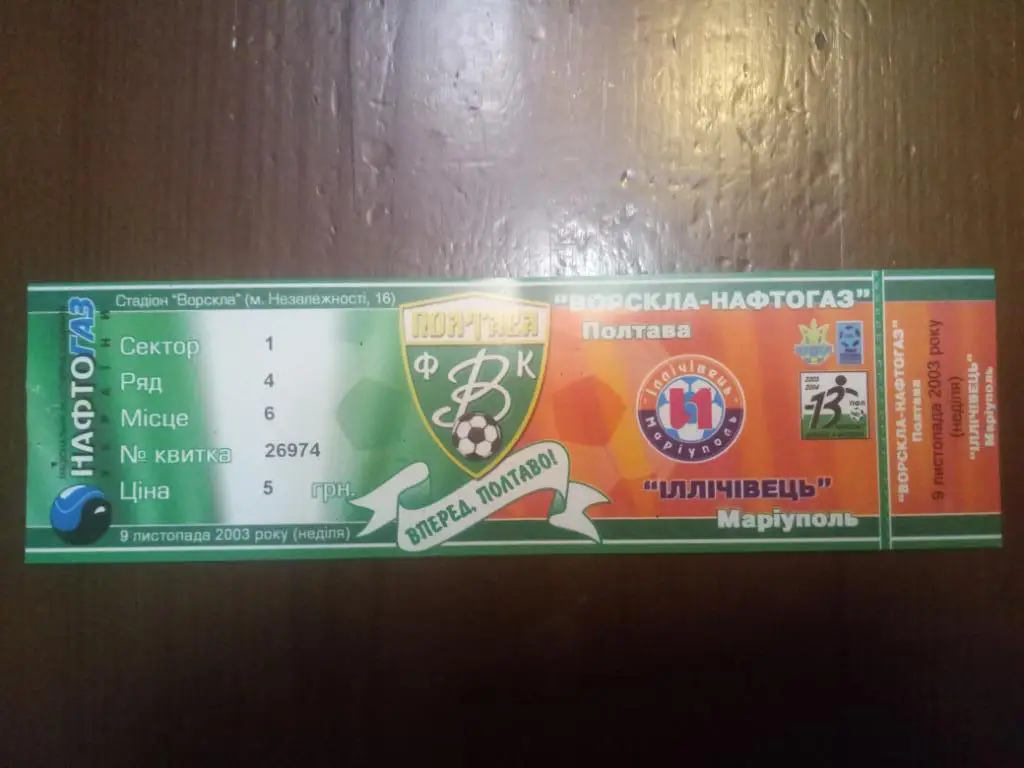 Стадіон "Ворскла" (м. Незалежності, 16)
НАФТОГАЗ
УКРАЇНИ
Сектор 1
Ряд 4
Місце 6
№ квитка 26974
Ціна 5 грн.
9 листопада 2003 року (неділя)
ПОЛТАВА
ФК
В
ВПЕРЕД, ПОЛТАВО!
"ВОРСКЛА-НАФТОГАЗ"
Полтава
Іллічівець
Маріуполь
2003
2004
13
ПФЛ
"ІЛЛІЧІВЕЦЬ"
Маріуполь
"ВОРСКЛА-НАФТОГАЗ"
Полтава
9 листопада 2003 року
(неділя)
"ІЛЛІЧІВЕЦЬ"
Маріуполь